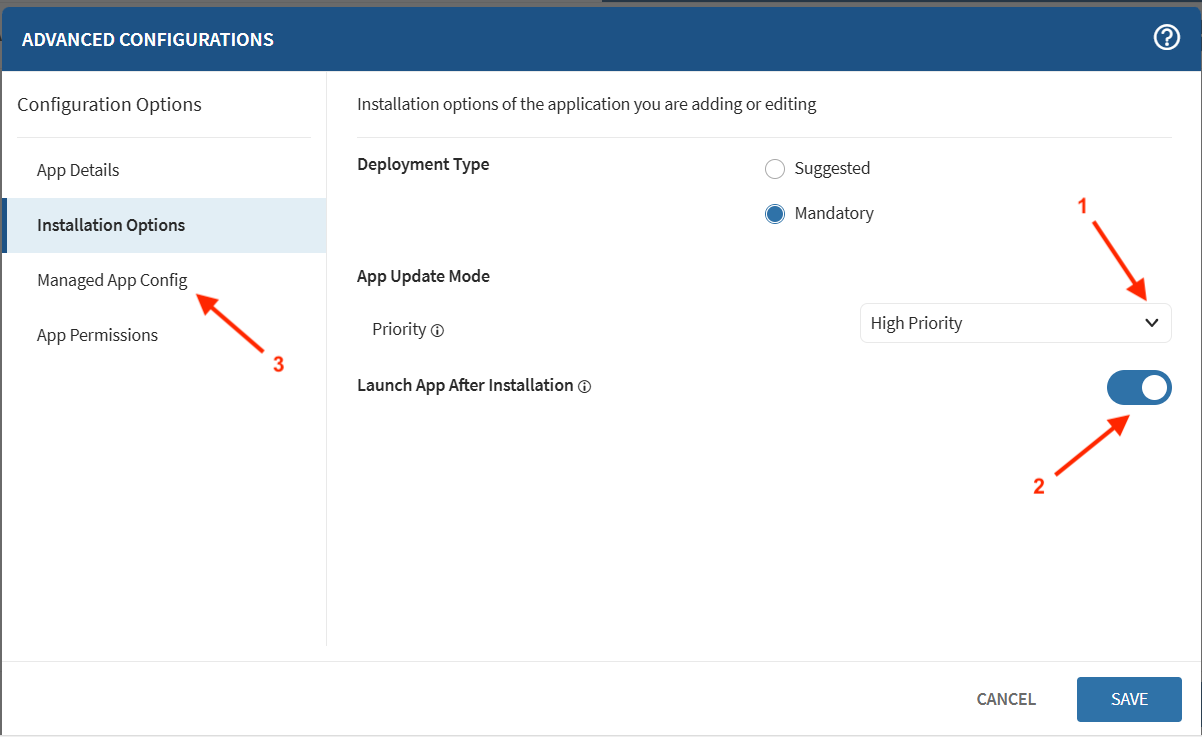 ADVANCED CONFIGURATIONS
Configuration Options
App Details
Installation Options
Managed App Config
3
App Permissions
Installation options of the application you are adding or editing
Deployment Type
Suggested
Mandatory
1
App Update Mode
Priority
High Priority
Launch App After Installation
2
CANCEL
SAVE